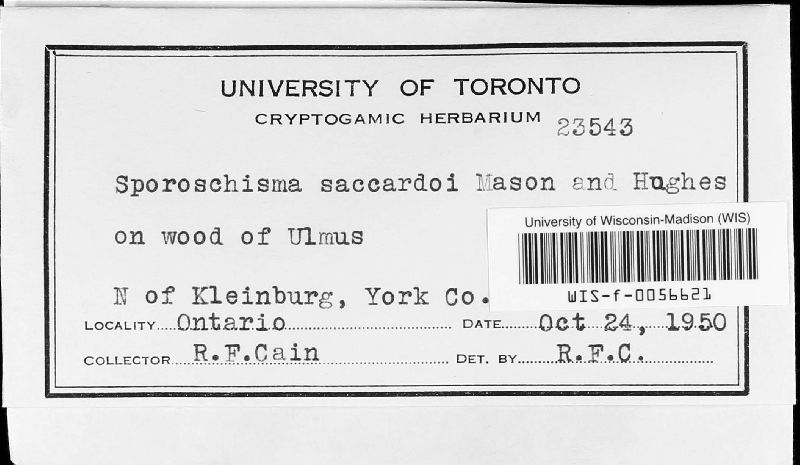 UNIVERSITY OF TORONTO
CRYPTOGAMIC HERBARIUM 23543
Sporoschisma saccardoi Mason and Hughes
on wood of Ulmus
University of Wisconsin-Madison (WIS)
WIS-f-0056621
N of Kleinburg, York Co.
LOCALITY Ontario DATE Oct 24, 1950
COLLECTOR R.F.Cain DET. BY R.F.C.